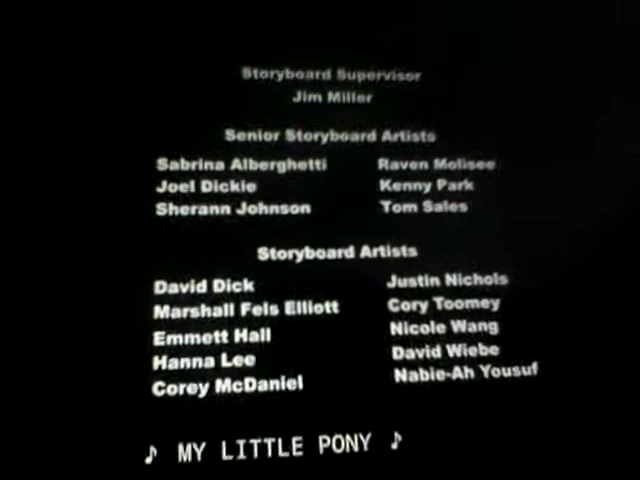 Storyboard Supervisor
Jim Miller
Senior Storyboard Artists
Sabrina Alberghetti Raven Molisee
Joel Dickie Kenny Park
Sherann Johnson Tom Sales
Storyboard Artists
David Dick Justin Nichols
Marshall Fels Elliott Cory Toomey
Emmett Hall Nicole Wang
Hanna Lee David Wiebe
Corey McDaniel Nabie-Ah Yousuf
♪ MY LITTLE PONY ♪